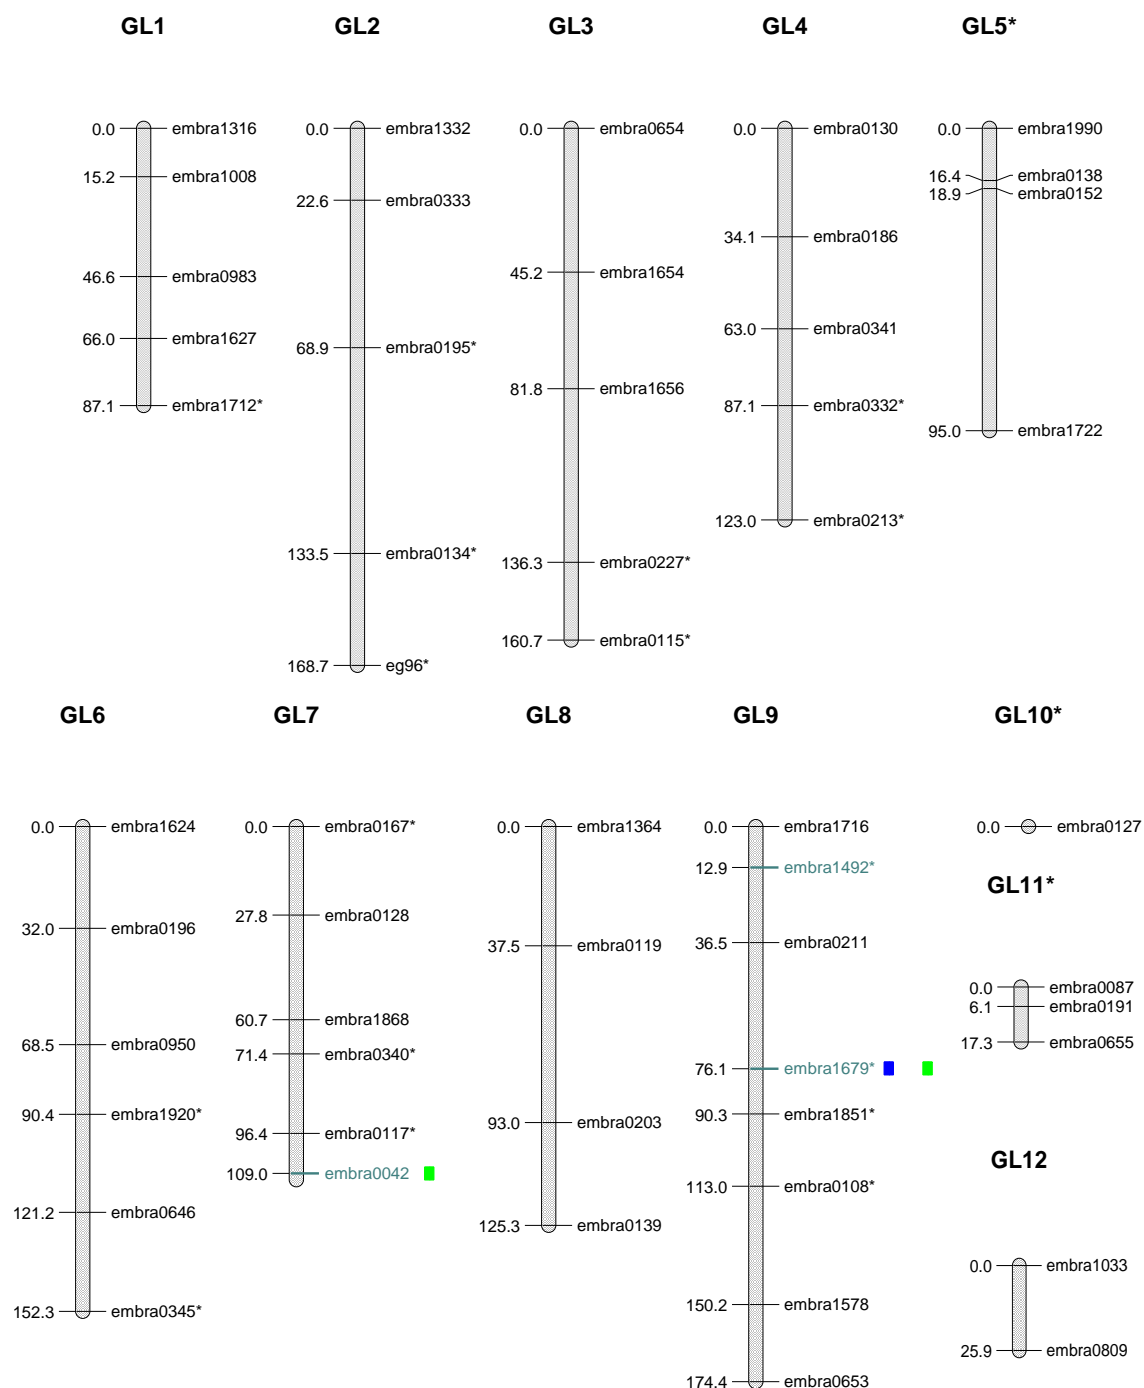 GL1 GL2 GL3 GL4 GL5*
0.0 embra1316
15.2 embra1008
46.6 embra0983
66.0 embra1627
87.1 embra1712*
0.0 embra1332
22.6 embra0333
68.9 embra0195*
133.5 embra0134*
168.7 eg96*
0.0 embra0654
45.2 embra1654
81.8 embra1656
136.3 embra0227*
160.7 embra0115*
0.0 embra0130
34.1 embra0186
63.0 embra0341
87.1 embra0332*
123.0 embra0213*
0.0 embra1990
16.4 embra0138
18.9 embra0152
95.0 embra1722
GL6 GL7 GL8 GL9 GL10*
0.0 embra1624
32.0 embra0196
68.5 embra0950
90.4 embra1920*
121.2 embra0646
152.3 embra0345*
0.0 embra0167*
27.8 embra0128
60.7 embra1868
71.4 embra0340*
96.4 embra0117*
109.0 embra0042
0.0 embra1364
37.5 embra0119
93.0 embra0203
125.3 embra0139
0.0 embra1716
12.9 embra1492*
36.5 embra0211
76.1 embra1679*
90.3 embra1851*
113.0 embra0108*
150.2 embra1578
174.4 embra0653
0.0 embra0127
GL11*
0.0 embra0087
6.1 embra0191
17.3 embra0655
GL12
0.0 embra1033
25.9 embra0809